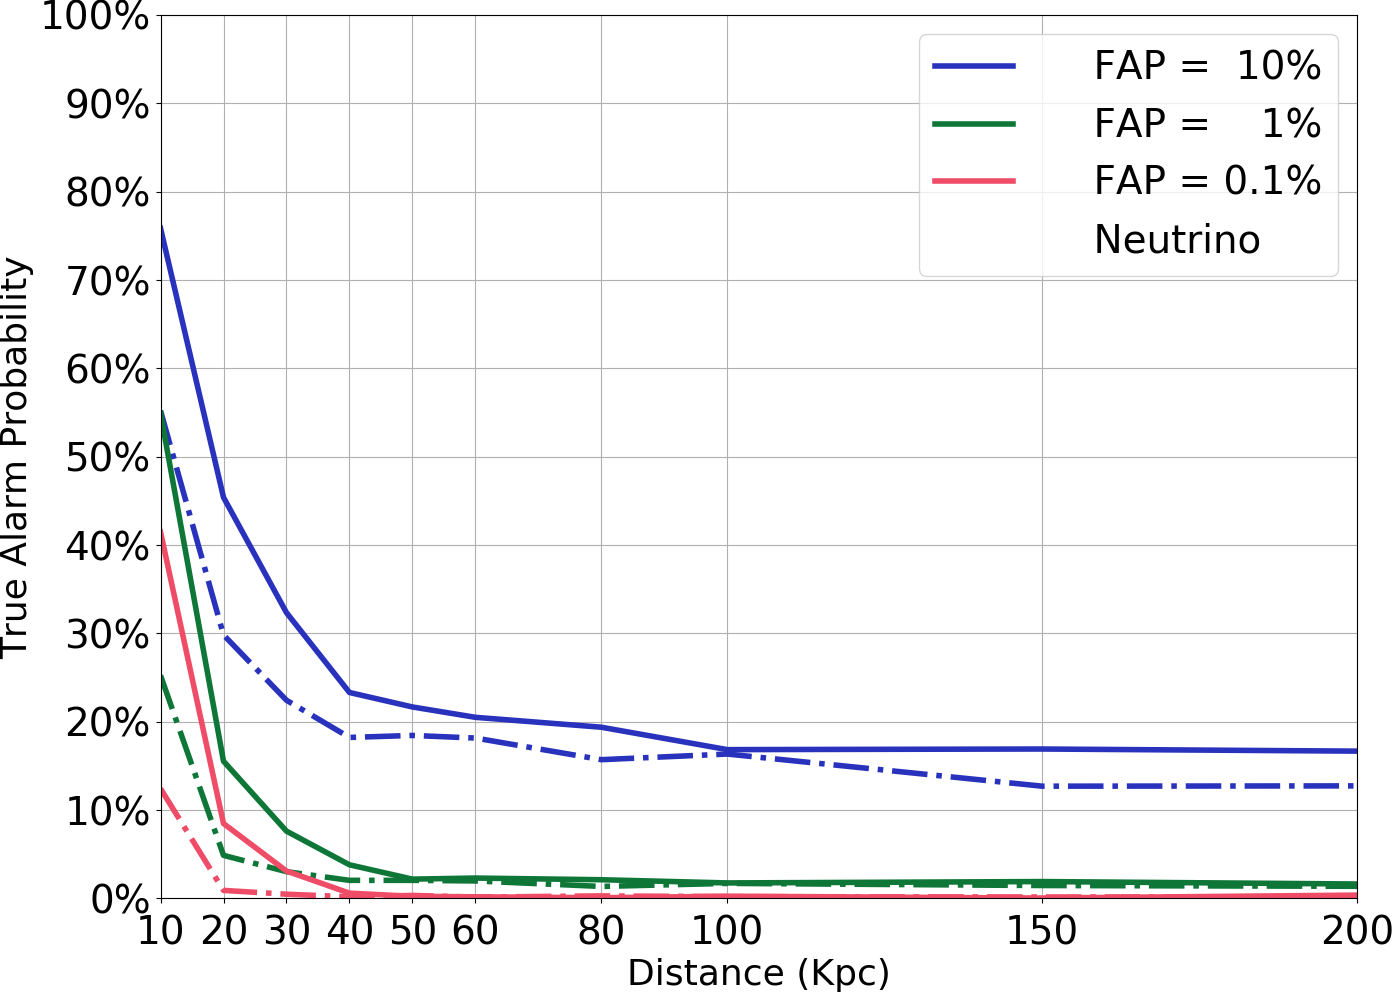 100%
90%
80%
70%
60%
50%
40%
30%
20%
10%
0%
True Alarm Probability
FAP = 10%
FAP = 1%
FAP = 0.1%
Neutrino
10 20 30 40 50 60 80 100 150 200
Distance (Kpc)